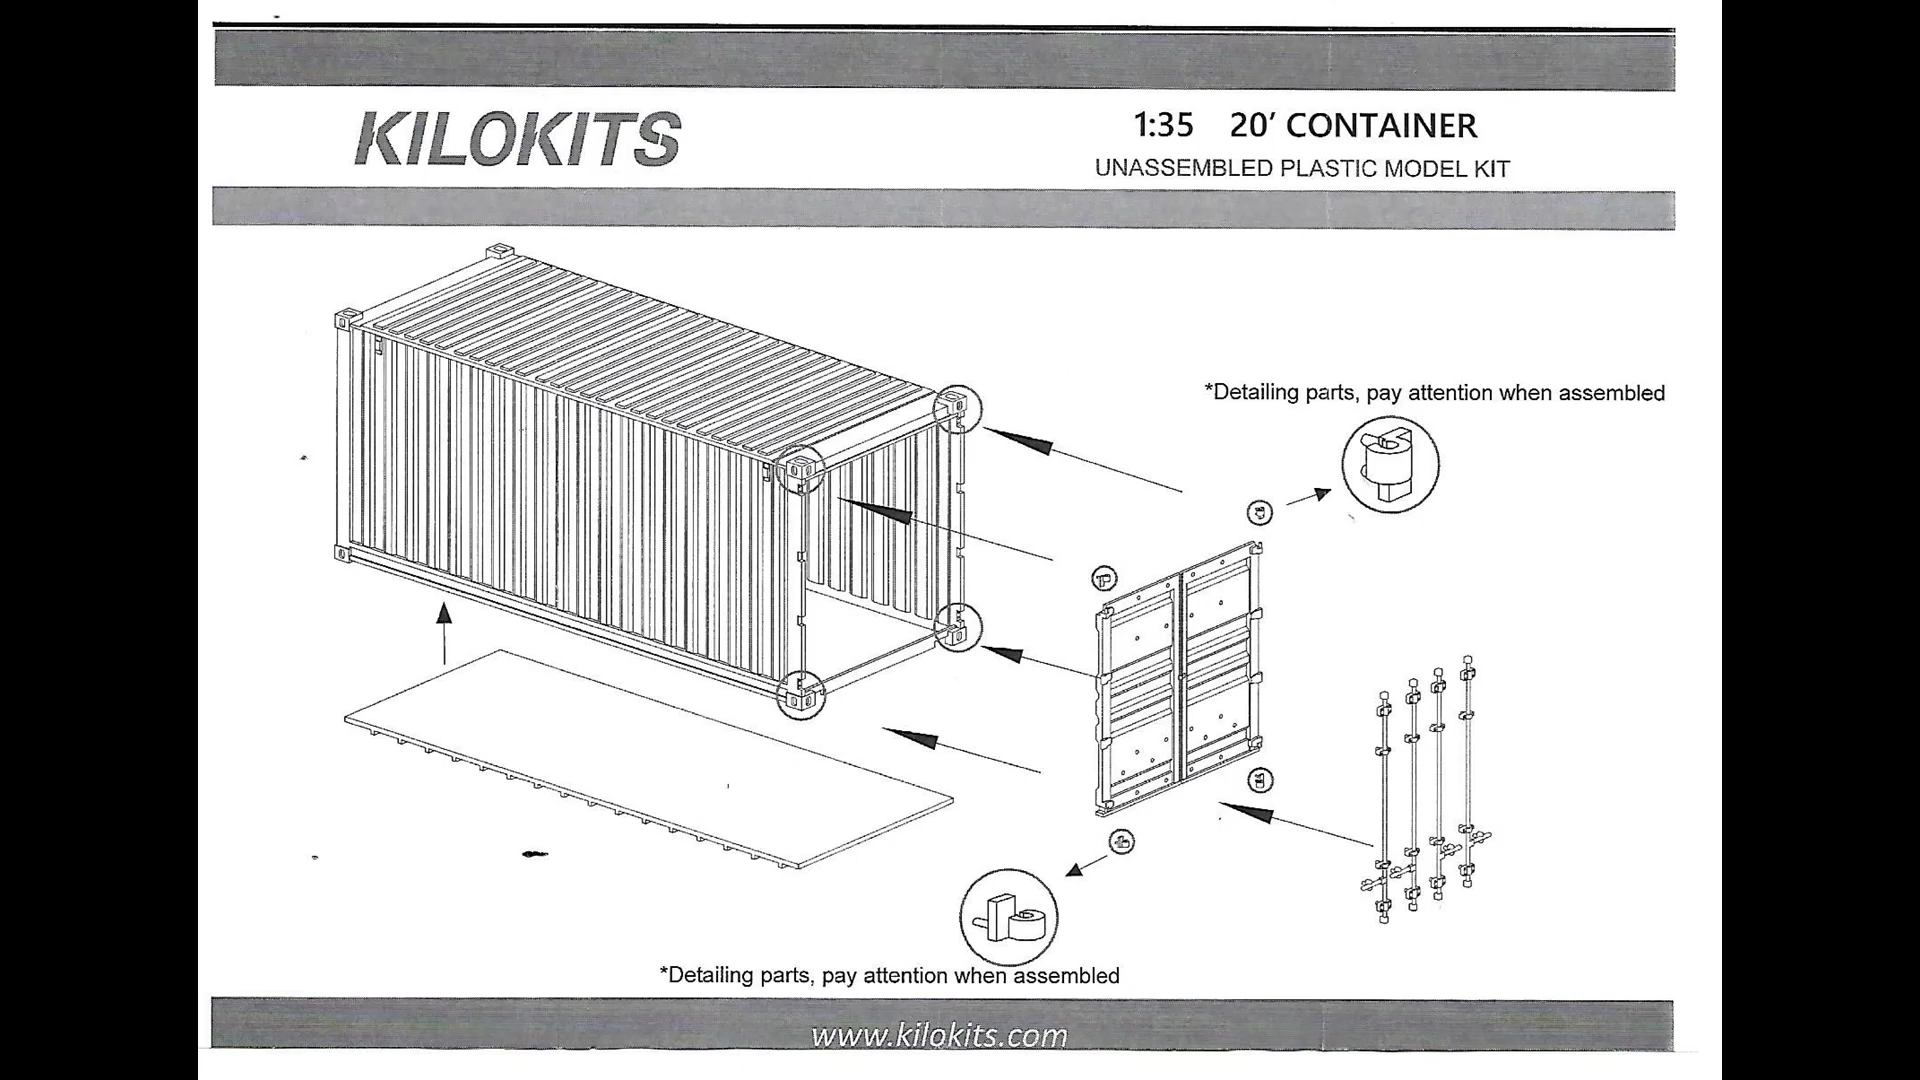 KILOKITS
1:35 20' CONTAINER
UNASSEMBLED PLASTIC MODEL KIT
*Detailing parts, pay attention when assembled
*Detailing parts, pay attention when assembled
www.kilokits.com